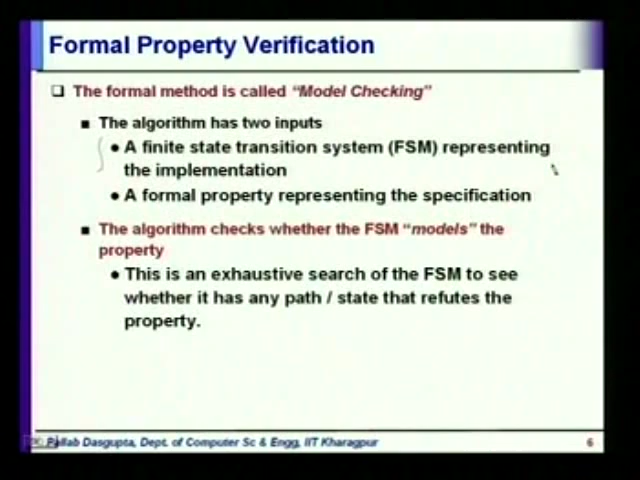 Formal Property Verification
The formal method is called "Model Checking"
The algorithm has two inputs
A finite state transition system (FSM) representing
the implementation
A formal property representing the specification
The algorithm checks whether the FSM "models" the
property
This is an exhaustive search of the FSM to see
whether it has any path / state that refutes the
property.
Pallab Dasgupta, Dept. of Computer Sc & Engg, IIT Kharagpur 6